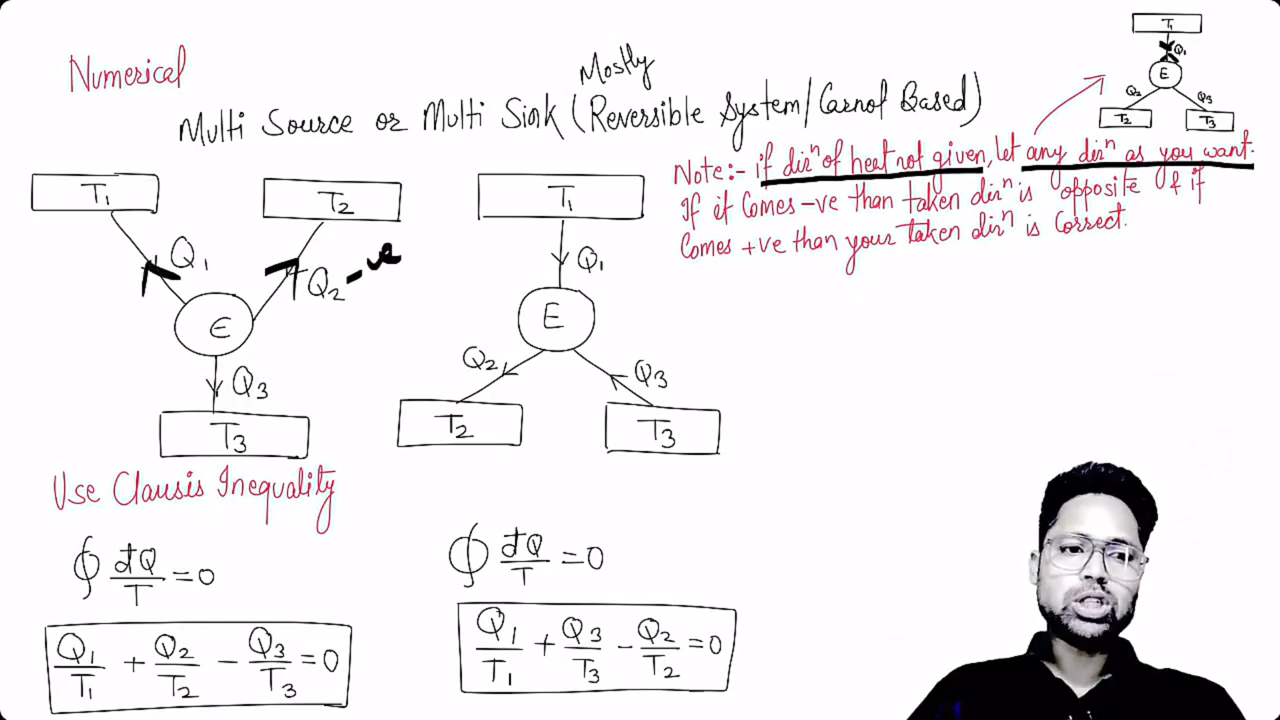 Numerical
Mostly
Multi Source or Multi Sink (Reversible System/Carnot Based)
T1
Q1
E
Q2
Q3
T2
T3
Note:- if dirⁿ of heat not given, let any dirⁿ as you want.
If it Comes -ve than taken dirⁿ is opposite & if
Comes +ve than your taken dirⁿ is Correct.
T1
T2
Q1
Q2 -ve
E
Q3
T3
T1
Q1
E
Q2
Q3
T2
T3
Use Clausis Inequality
∮ đQ/T = 0
Q1/T1 + Q2/T2 - Q3/T3 = 0
∮ đQ/T = 0
Q1/T1 + Q3/T3 - Q2/T2 = 0